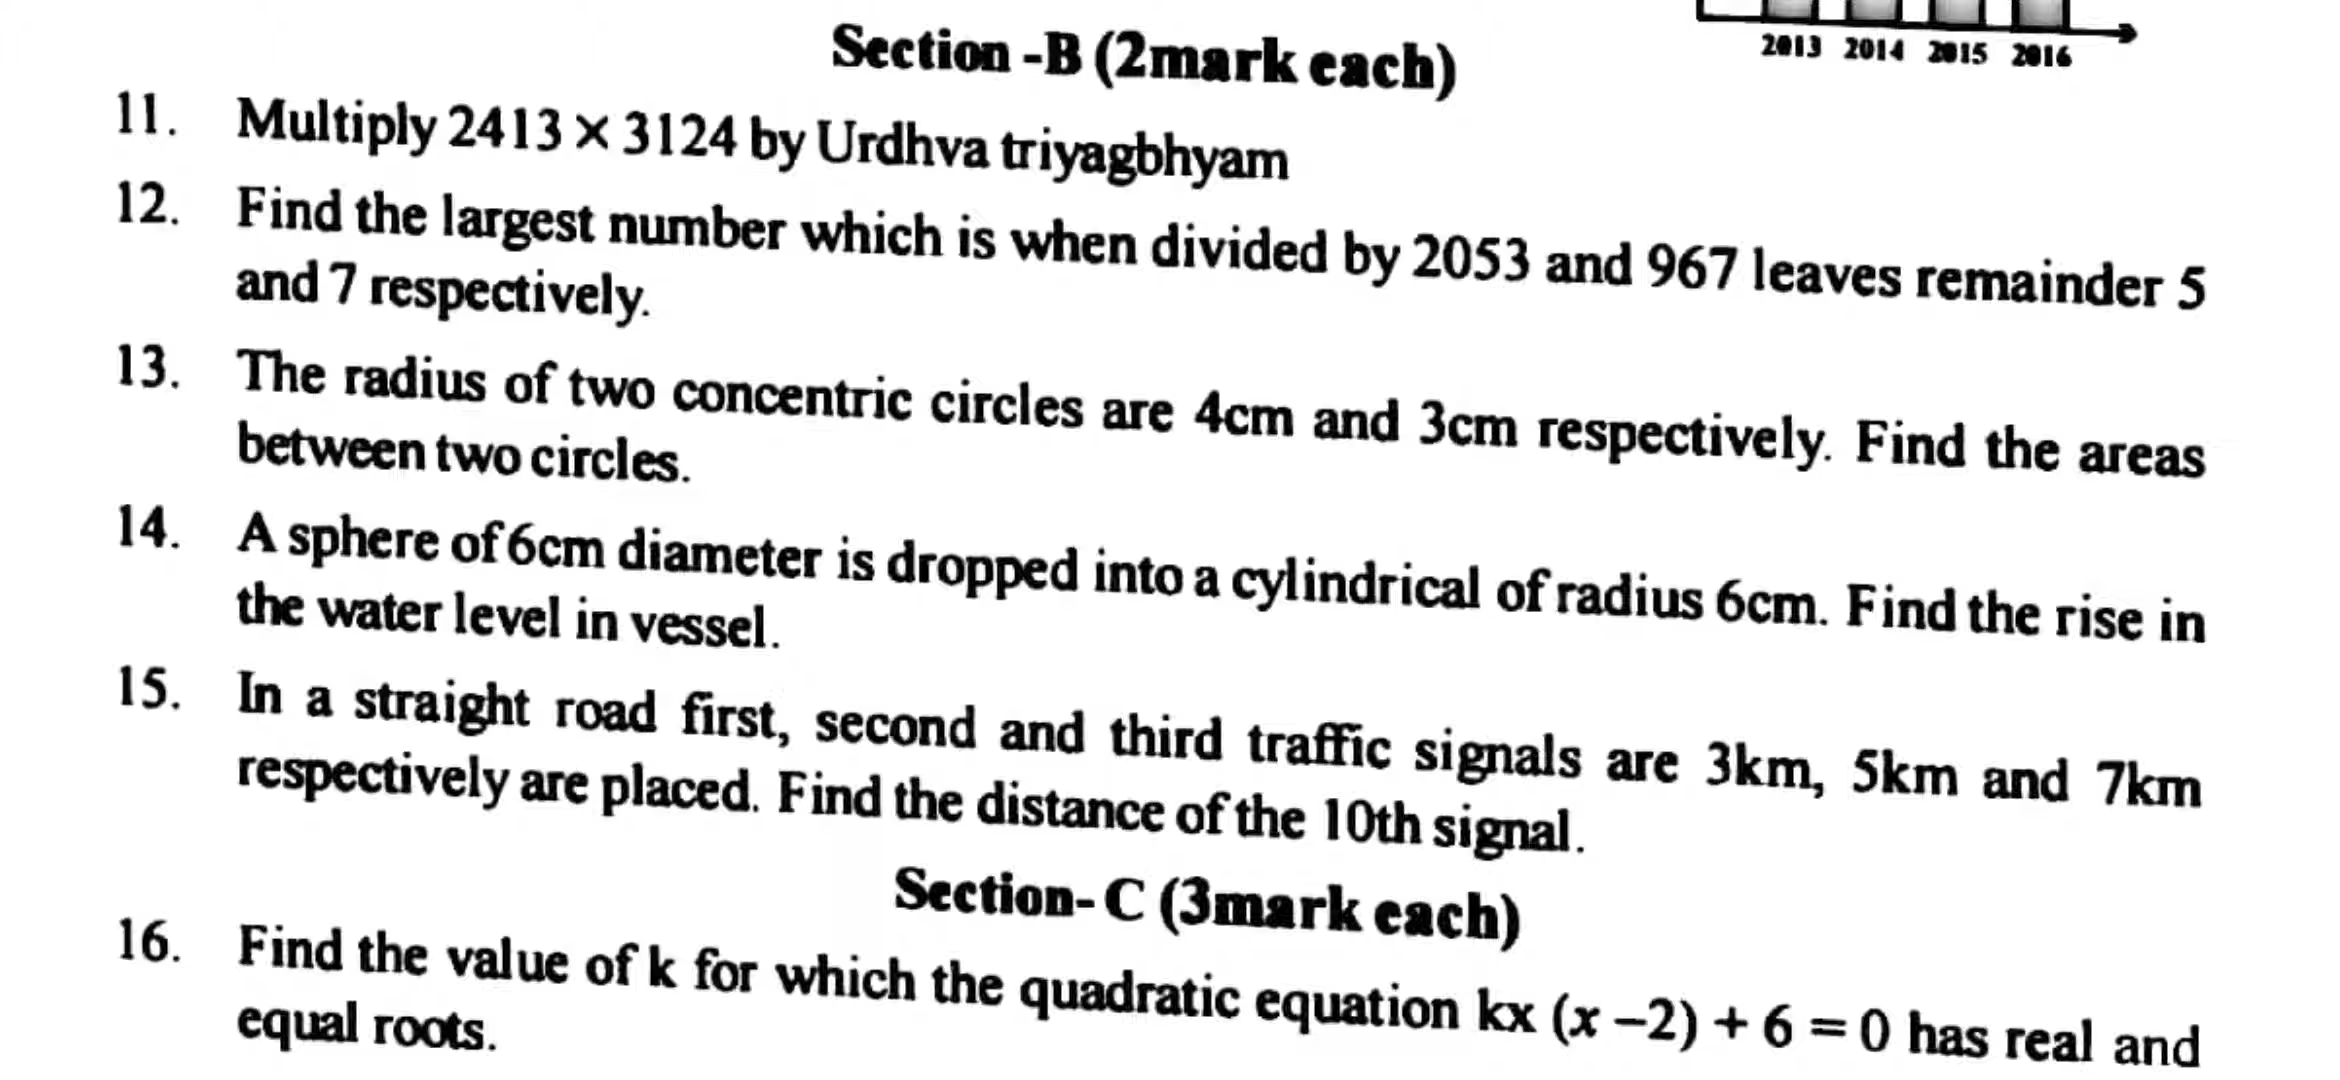 2013 2014 2015 2016
Section -B (2mark each)
11. Multiply 2413 × 3124 by Urdhva triyagbhyam
12. Find the largest number which is when divided by 2053 and 967 leaves remainder 5
and 7 respectively.
13. The radius of two concentric circles are 4cm and 3cm respectively. Find the areas
between two circles.
14. A sphere of 6cm diameter is dropped into a cylindrical of radius 6cm. Find the rise in
the water level in vessel.
15. In a straight road first, second and third traffic signals are 3km, 5km and 7km
respectively are placed. Find the distance of the 10th signal.
Section- C (3mark each)
16. Find the value of k for which the quadratic equation kx (x –2) + 6 = 0 has real and
equal roots.